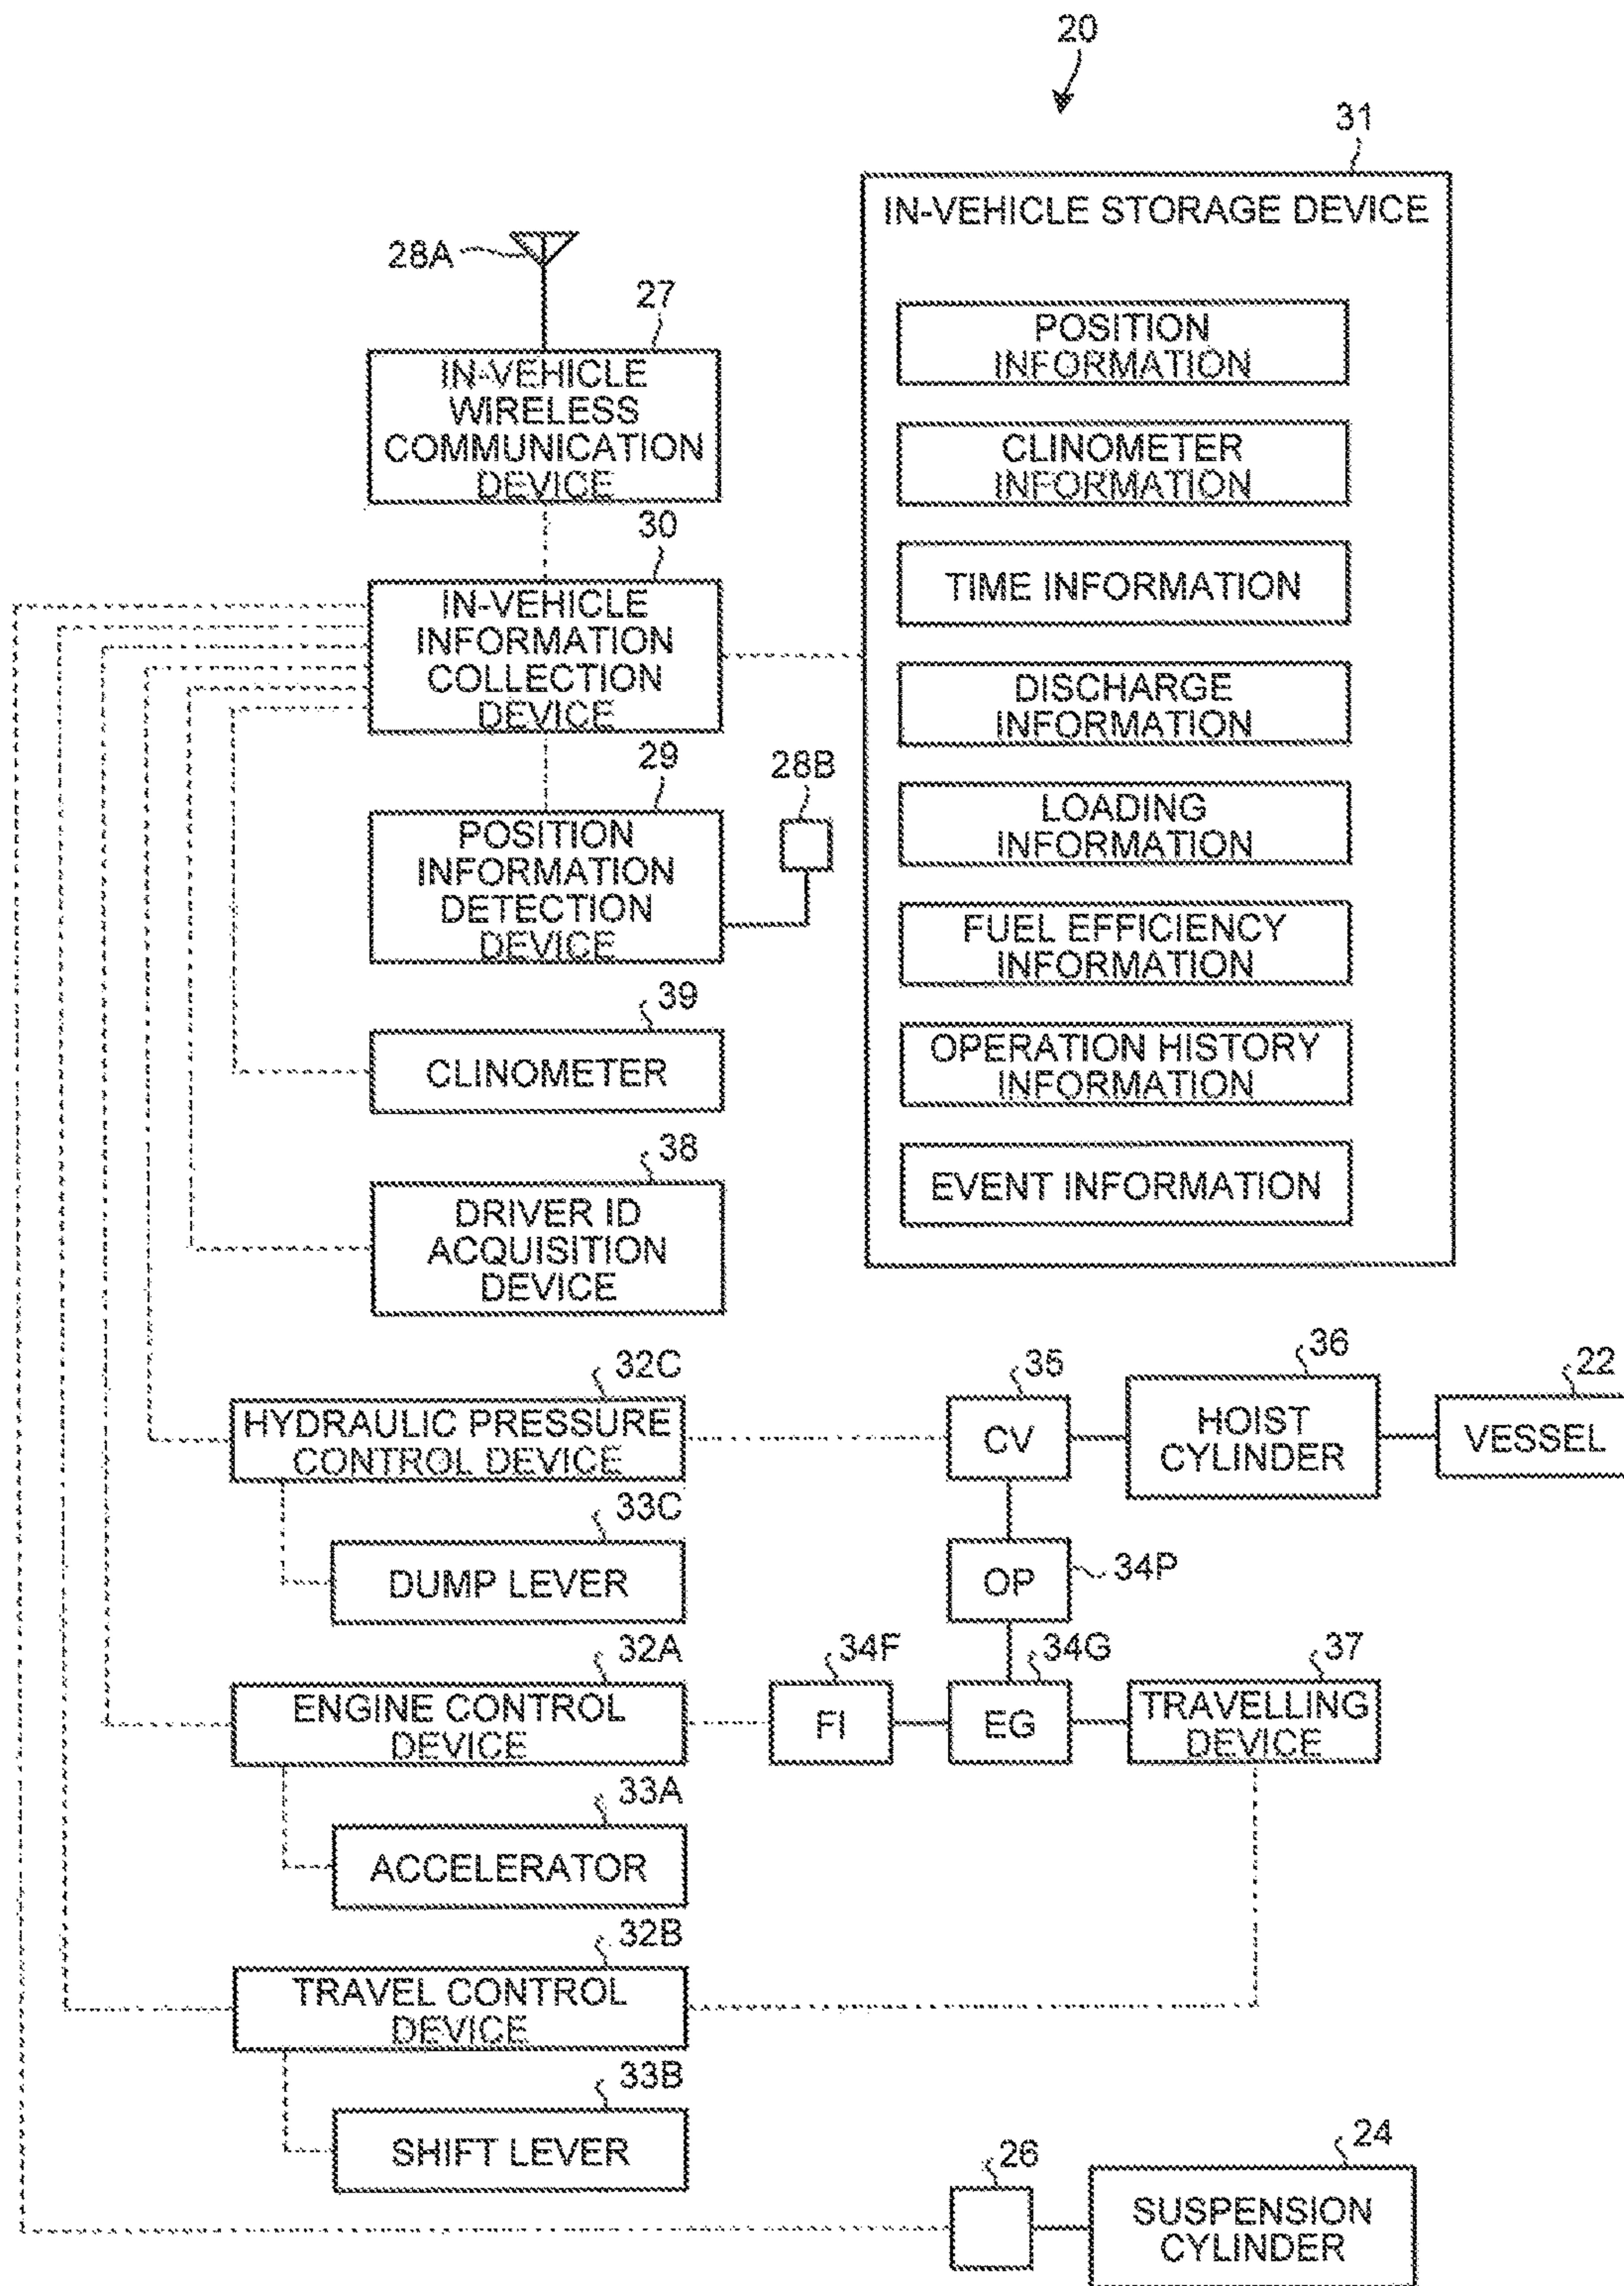 20
31
IN-VEHICLE STORAGE DEVICE
28A
27
POSITION
INFORMATION
IN-VEHICLE
WIRELESS
COMMUNICATION
DEVICE
CLINOMETER
INFORMATION
30
TIME INFORMATION
IN-VEHICLE
INFORMATION
COLLECTION
DEVICE
DISCHARGE
INFORMATION
29
28B
LOADING
INFORMATION
POSITION
INFORMATION
DETECTION
DEVICE
FUEL EFFICIENCY
INFORMATION
39
CLINOMETER
OPERATION HISTORY
INFORMATION
38
EVENT INFORMATION
DRIVER ID
ACQUISITION
DEVICE
32C
35
36
22
HYDRAULIC PRESSURE
CONTROL DEVICE
CV
HOIST
CYLINDER
VESSEL
33C
DUMP LEVER
OP
34P
32A
34F
34G
37
ENGINE CONTROL
DEVICE
FI
EG
TRAVELLING
DEVICE
33A
ACCELERATOR
32B
TRAVEL CONTROL
DEVICE
33B
SHIFT LEVER
26
24
SUSPENSION
CYLINDER